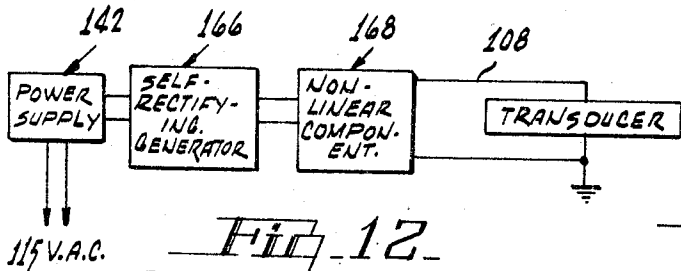 142
166
168
108
POWER
SUPPLY
SELF-
RECTIFY-
ING.
GENERATOR
NON-
LINEAR
COMPON-
ENT.
TRANSDUCER
115 V.A.C.
Fig. 12